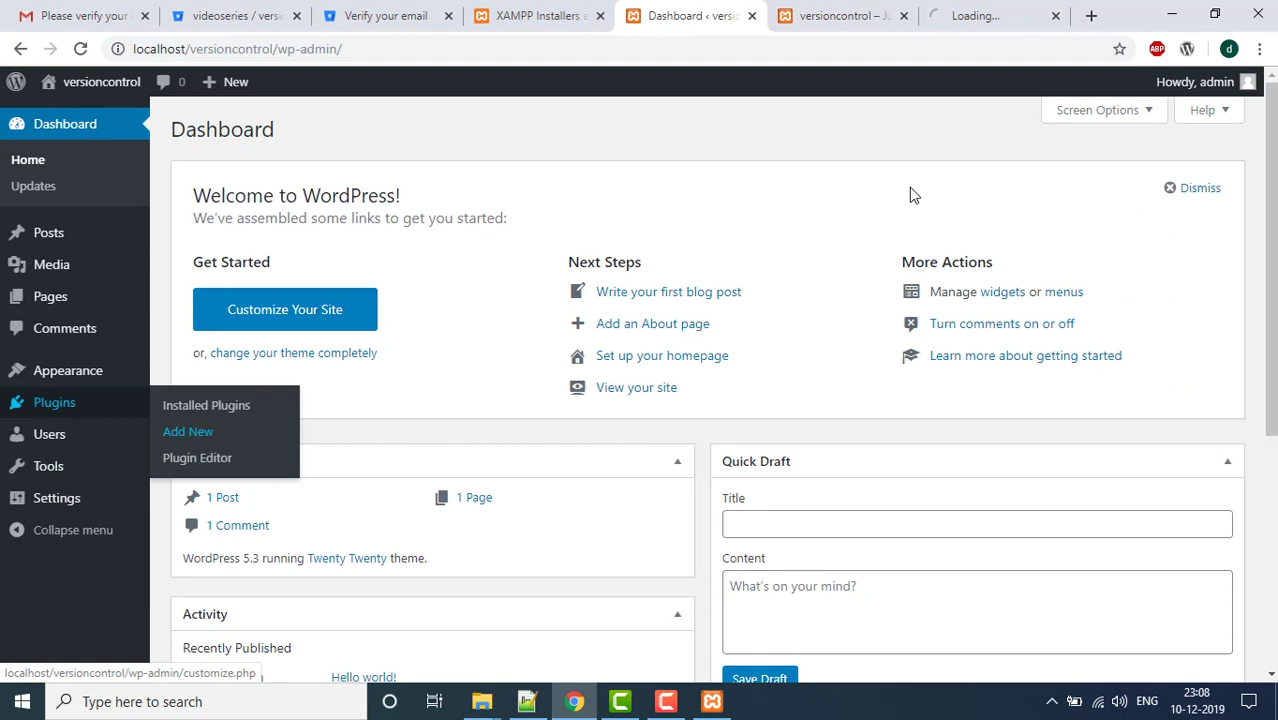 Please verify your
videoseries / versi
Verify your email
XAMPP Installers a
Dashboard ‹ versio
versioncontrol – Ju
Loading...
localhost/versioncontrol/wp-admin/
ABP
d
versioncontrol
0
New
Howdy, admin
Dashboard
Home
Updates
Posts
Media
Pages
Comments
Appearance
Plugins
Users
Tools
Settings
Collapse menu
Installed Plugins
Add New
Plugin Editor
Screen Options
Help
Dashboard
Welcome to WordPress!
We've assembled some links to get you started:
Dismiss
Get Started
Customize Your Site
or, change your theme completely
Next Steps
Write your first blog post
Add an About page
Set up your homepage
View your site
More Actions
Manage widgets or menus
Turn comments on or off
Learn more about getting started
1 Post
1 Page
1 Comment
WordPress 5.3 running Twenty Twenty theme.
Activity
Recently Published
Hello world!
Quick Draft
Title
Content
What's on your mind?
Save Draft
localhost/versioncontrol/wp-admin/customize.php
Type here to search
ENG
23:08
10-12-2019